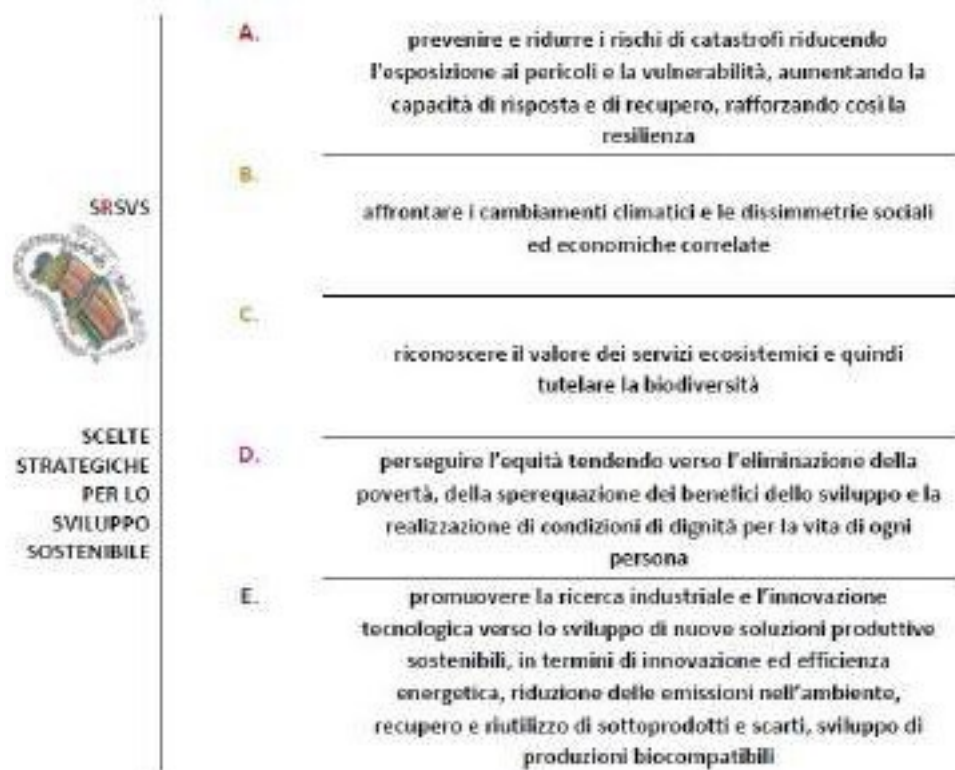 SRSVS
SCELTE
STRATEGICHE
PER LO
SVILUPPO
SOSTENIBILE
A.
prevenire e ridurre i rischi di catastrofi riducendo
l'esposizione ai pericoli e la vulnerabilità, aumentando la
capacità di risposta e di recupero, rafforzando così la
resilienza
B.
affrontare i cambiamenti climatici e le dissimmetrie sociali
ed economiche correlate
C.
riconoscere il valore dei servizi ecosistemici e quindi
tutelare la biodiversità
D.
perseguire l'equità tendendo verso l'eliminazione della
povertà, della sperequazione dei benefici dello sviluppo e la
realizzazione di condizioni di dignità per la vita di ogni
persona
E.
promuovere la ricerca industriale e l'innovazione
tecnologica verso lo sviluppo di nuove soluzioni produttive
sostenibili, in termini di innovazione ed efficienza
energetica, riduzione delle emissioni nell'ambiente,
recupero e riutilizzo di sottoprodotti e scarti, sviluppo di
produzioni biocompatibili